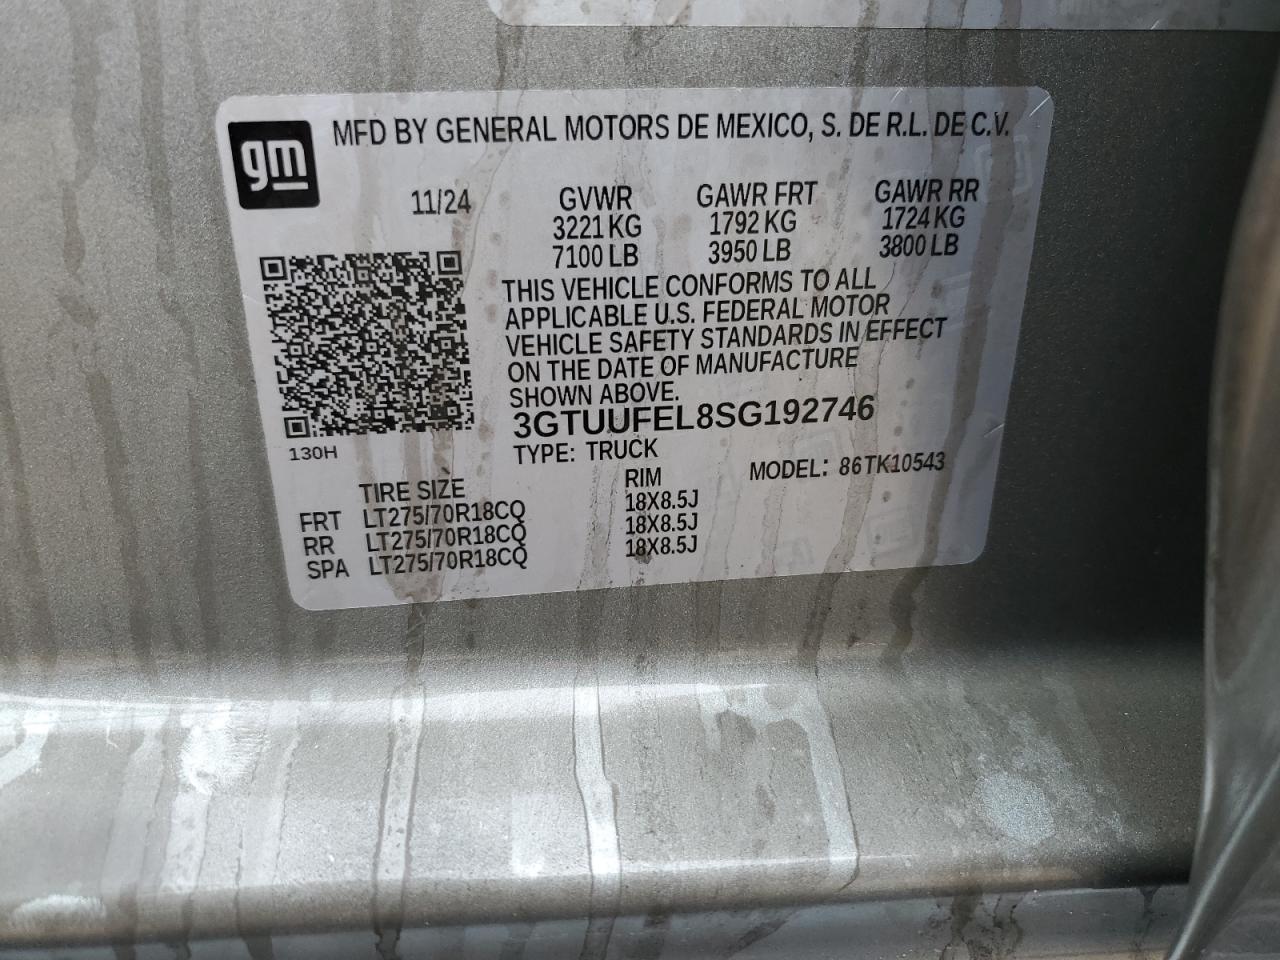 MFD BY GENERAL MOTORS DE MEXICO, S. DE R.L. DE C.V.
gm
11/24 GVWR GAWR FRT GAWR RR
3221 KG 1792 KG 1724 KG
7100 LB 3950 LB 3800 LB
THIS VEHICLE CONFORMS TO ALL
APPLICABLE U.S. FEDERAL MOTOR
VEHICLE SAFETY STANDARDS IN EFFECT
ON THE DATE OF MANUFACTURE
SHOWN ABOVE.
3GTUUFEL8SG192746
130H
TYPE: TRUCK MODEL: 86TK10543
TIRE SIZE RIM
FRT LT275/70R18CQ 18X8.5J
RR LT275/70R18CQ 18X8.5J
SPA LT275/70R18CQ 18X8.5J